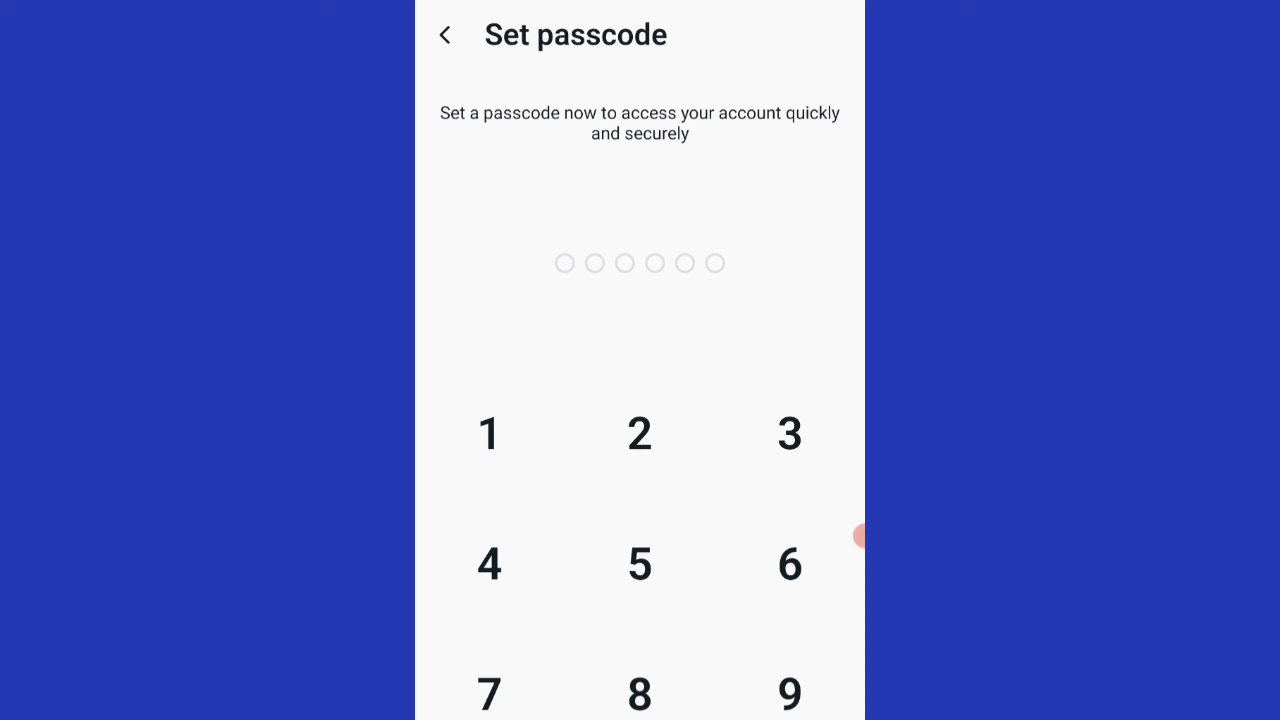 Set passcode
Set a passcode now to access your account quickly
and securely
1 2 3
4 5 6
7 8 9